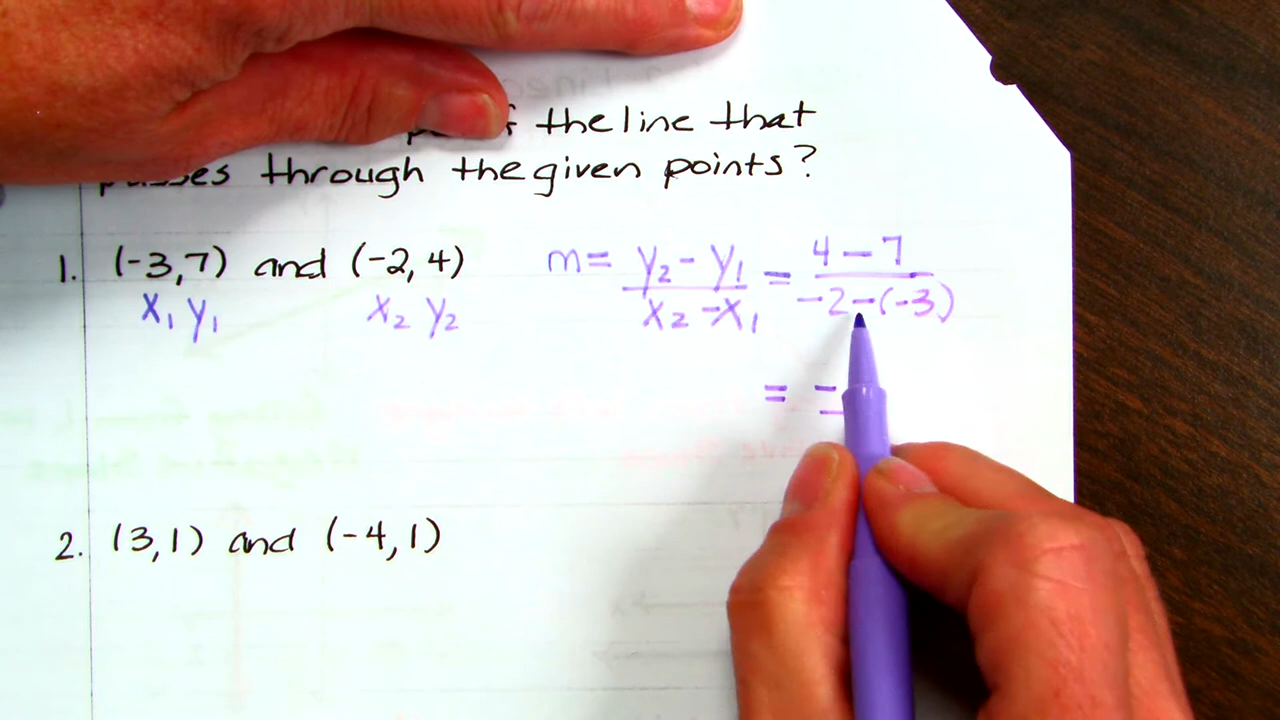 the line that
passes through the given points?
1. (-3,7) and (-2,4) m= y₂ - y₁ / x₂ - x₁ = 4 - 7 / -2-(-3)
x₁ y₁ x₂ y₂
=
2. (3,1) and (-4,1)